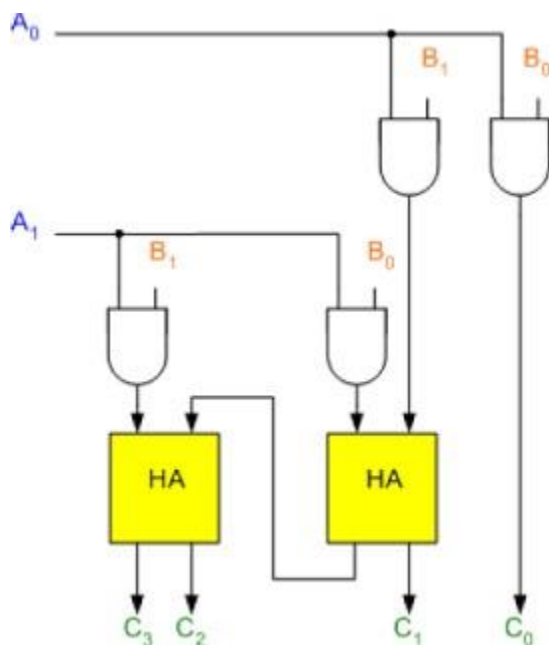 A₀
B₁ B₀
A₁
B₁ B₀
HA HA
C₃ C₂ C₁ C₀